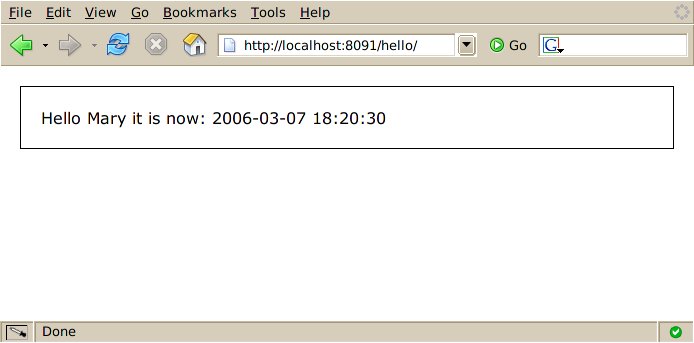 File Edit View Go Bookmarks Tools Help
http://localhost:8091/hello/ Go G
Hello Mary it is now: 2006-03-07 18:20:30
Done